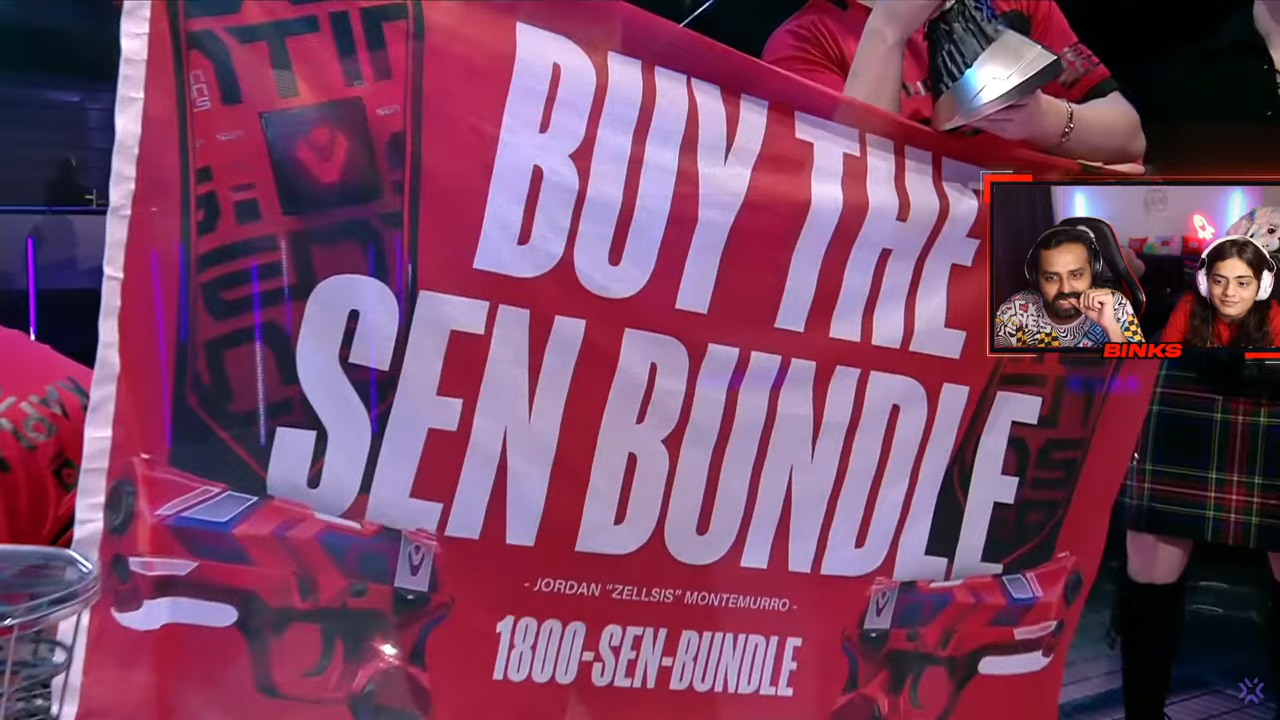 BUY THE
SEN BUNDLE
- JORDAN "ZELLSIS" MONTEMURRO -
1800-SEN-BUNDLE
BINKS